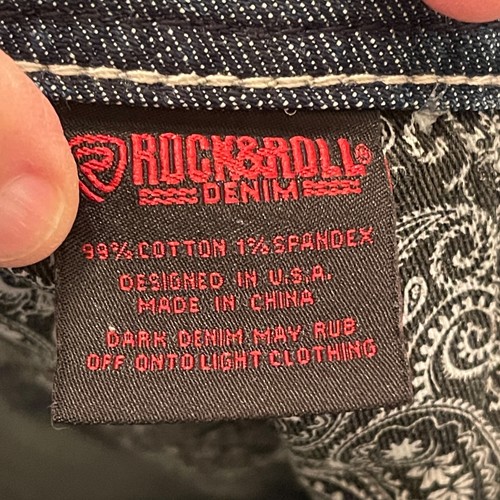 ROCK&ROLL®
DENIM
99% COTTON 1% SPANDEX
DESIGNED IN U.S.A.
MADE IN CHINA
DARK DENIM MAY RUB
OFF ONTO LIGHT CLOTHING